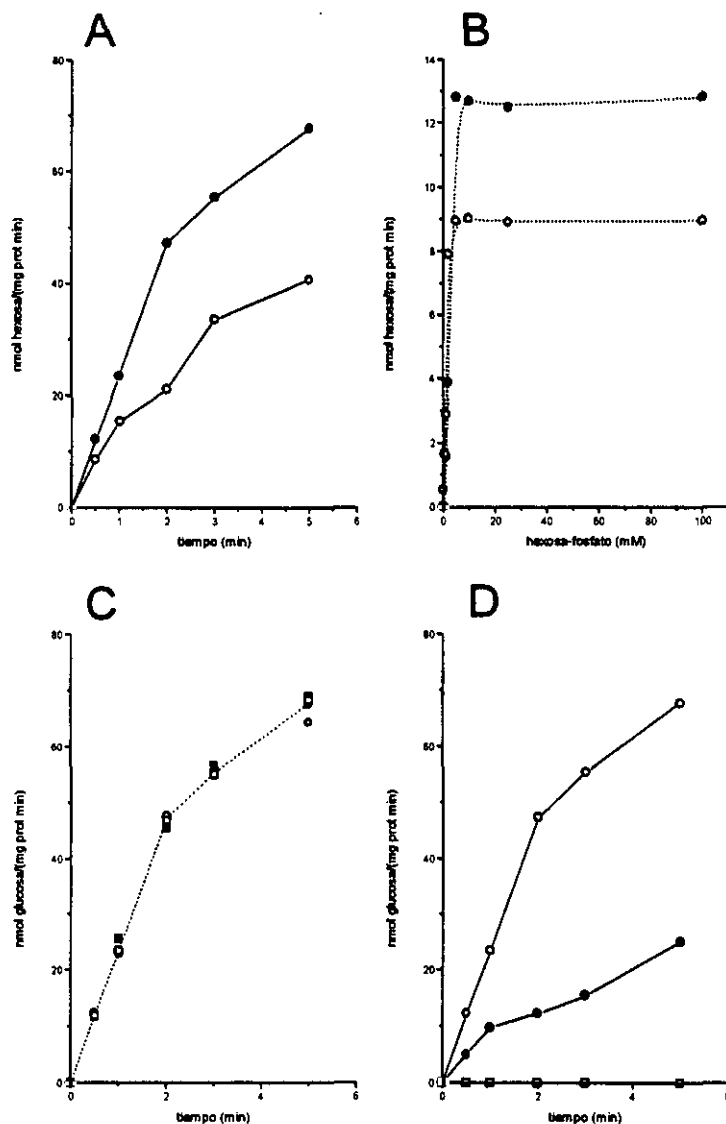 A
B
80
60
40
20
0
0 1 2 3 4 5 6
nmol hexosa/(mg prot min)
tiempo (min)
14
12
10
8
6
4
2
0
0 20 40 60 80 100
nmol hexosa/(mg prot min)
hexosa-fosfato (mM)
C
D
80
60
40
20
0
0 2 4 6
nmol glucosa/(mg prot min)
tiempo (min)
80
60
40
20
0
0 2 4 6
nmol glucosa/(mg prot min)
tiempo (min)